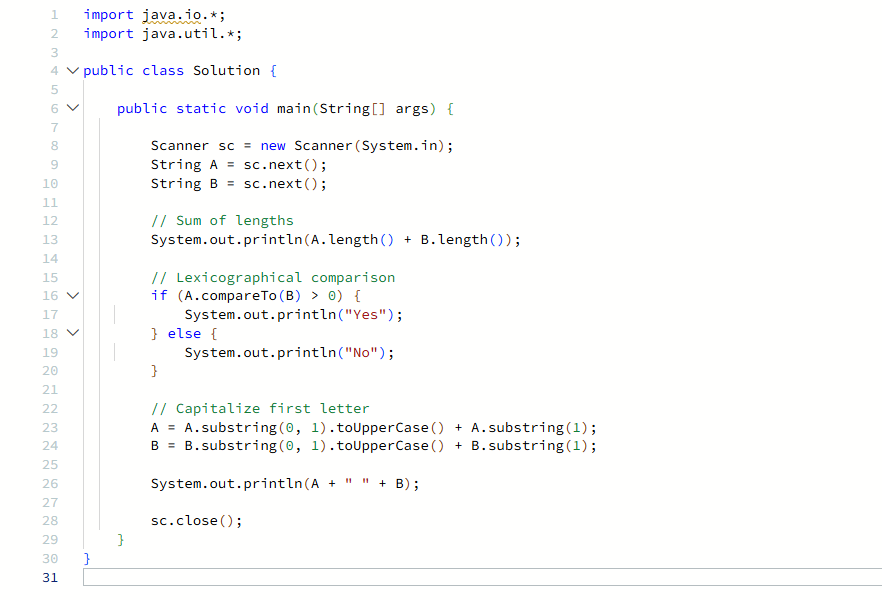 1 import java.io.*;
2 import java.util.*;
3
4 public class Solution {
5
6     public static void main(String[] args) {
7
8         Scanner sc = new Scanner(System.in);
9         String A = sc.next();
10         String B = sc.next();
11
12         // Sum of lengths
13         System.out.println(A.length() + B.length());
14
15         // Lexicographical comparison
16         if (A.compareTo(B) > 0) {
17             System.out.println("Yes");
18         } else {
19             System.out.println("No");
20         }
21
22         // Capitalize first letter
23         A = A.substring(0, 1).toUpperCase() + A.substring(1);
24         B = B.substring(0, 1).toUpperCase() + B.substring(1);
25
26         System.out.println(A + " " + B);
27
28         sc.close();
29     }
30 }
31